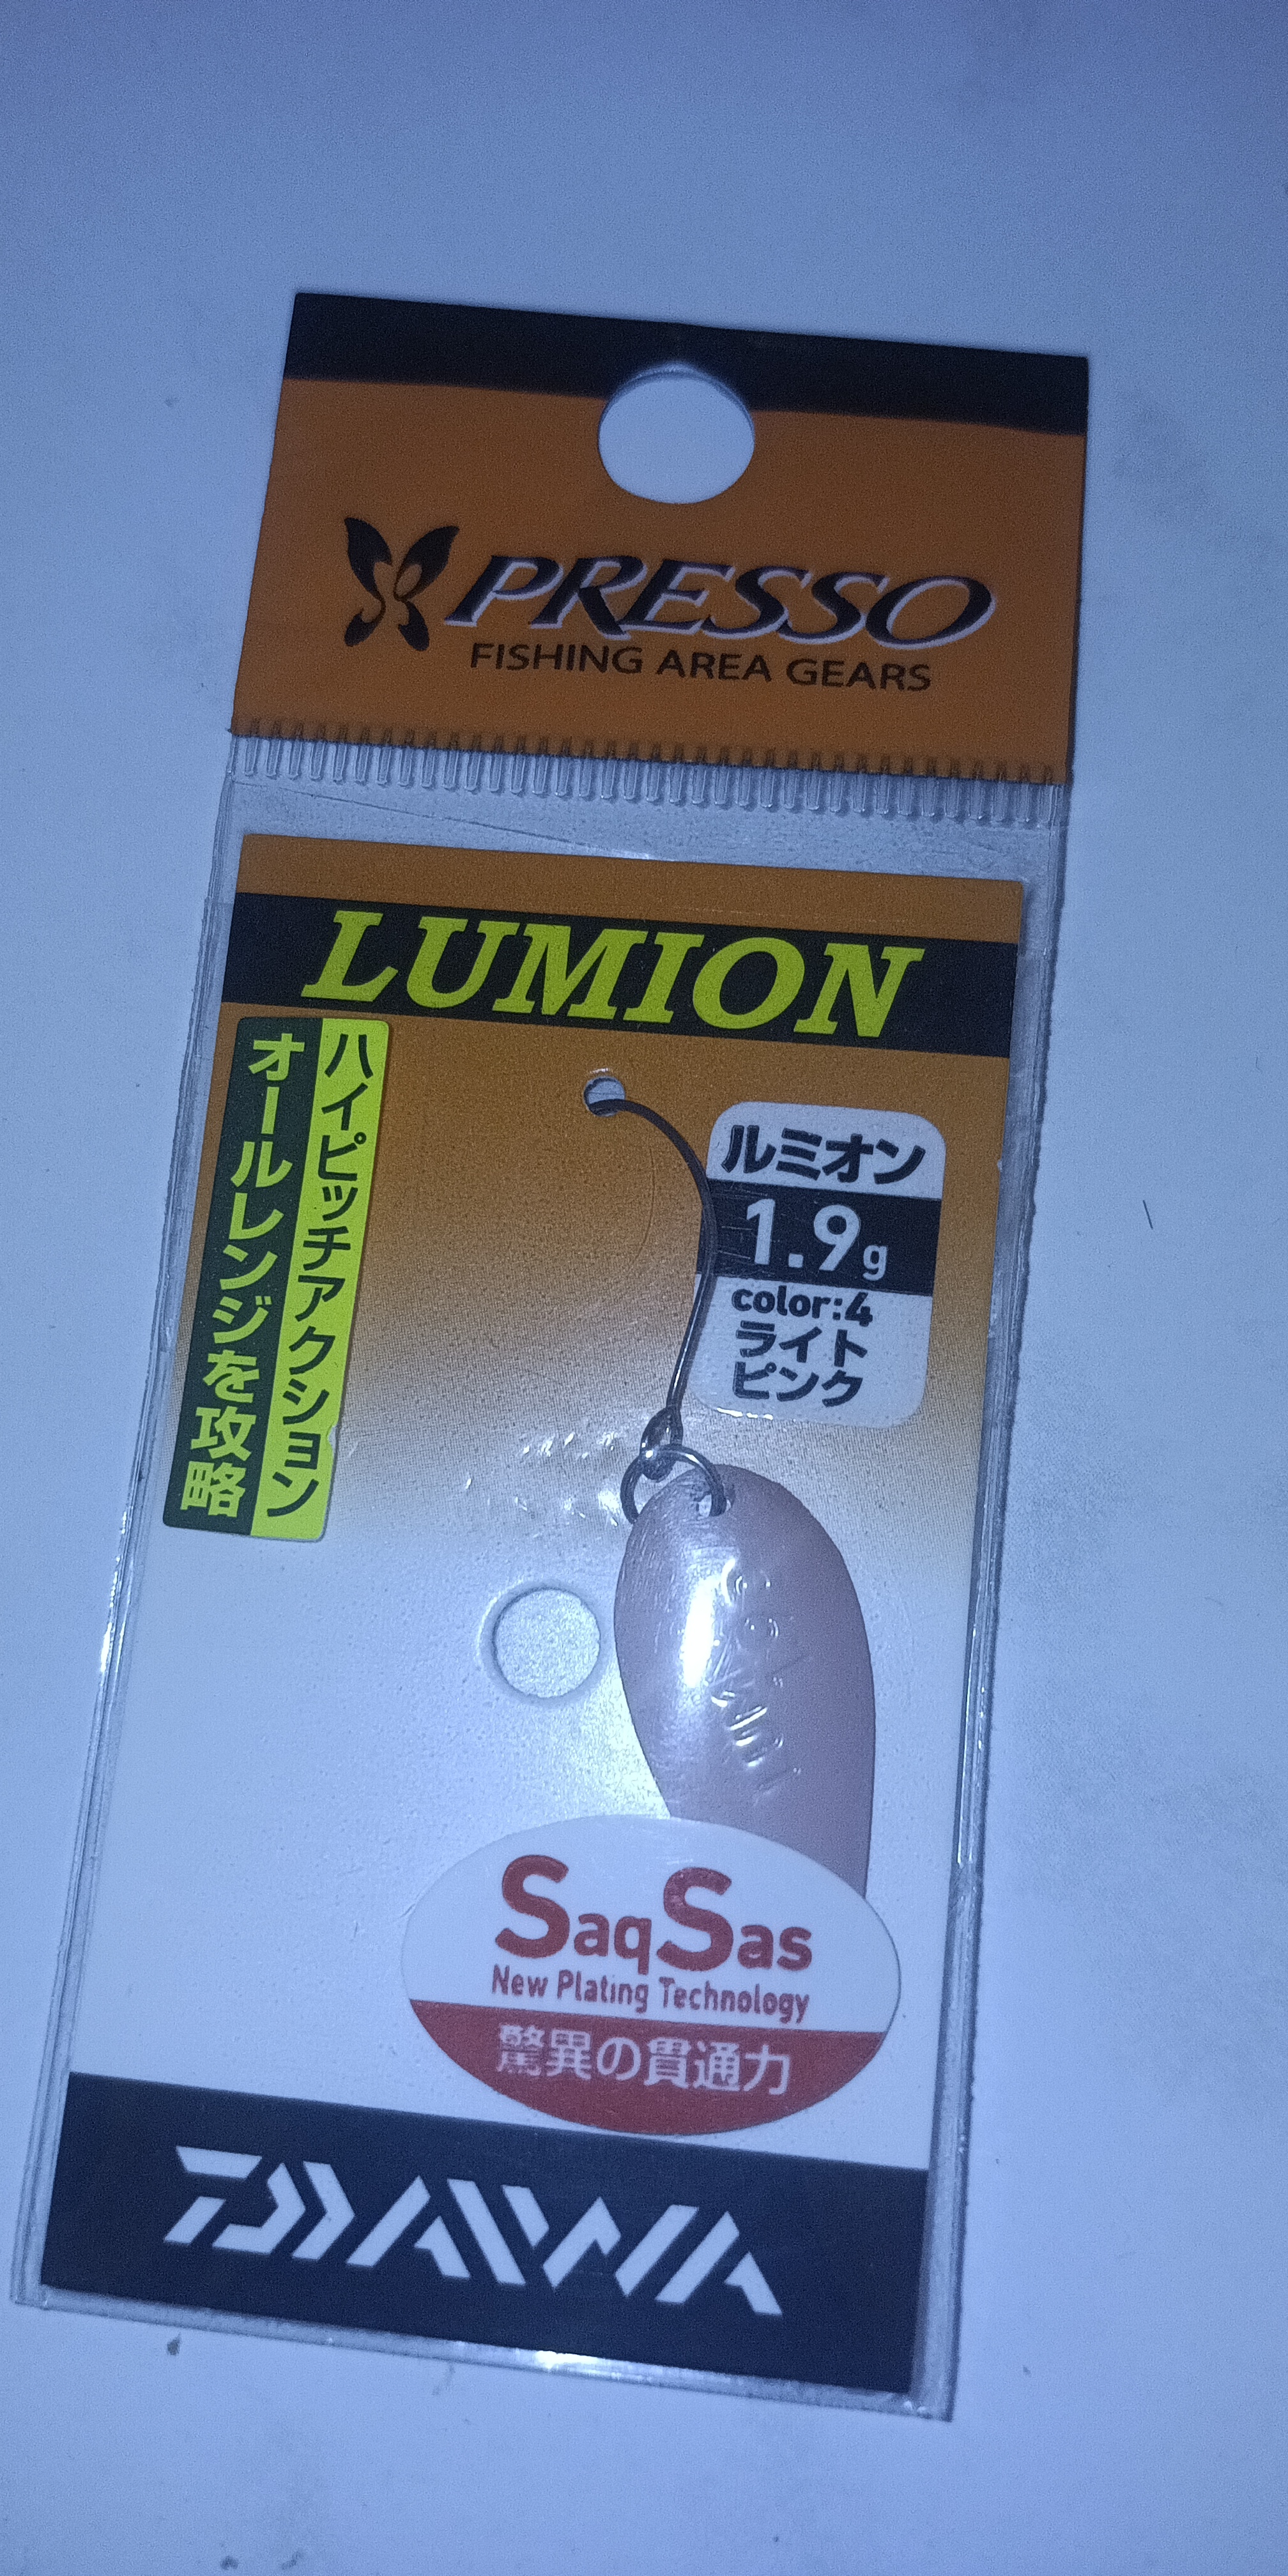 PRESSO
FISHING AREA GEARS
LUMION
ハイピッチアクション
オールレンジを攻略
ルミオン
1.9g
color:4
ライト
ピンク
SaqSas
New Plating Technology
驚異の貫通力
DAIWA